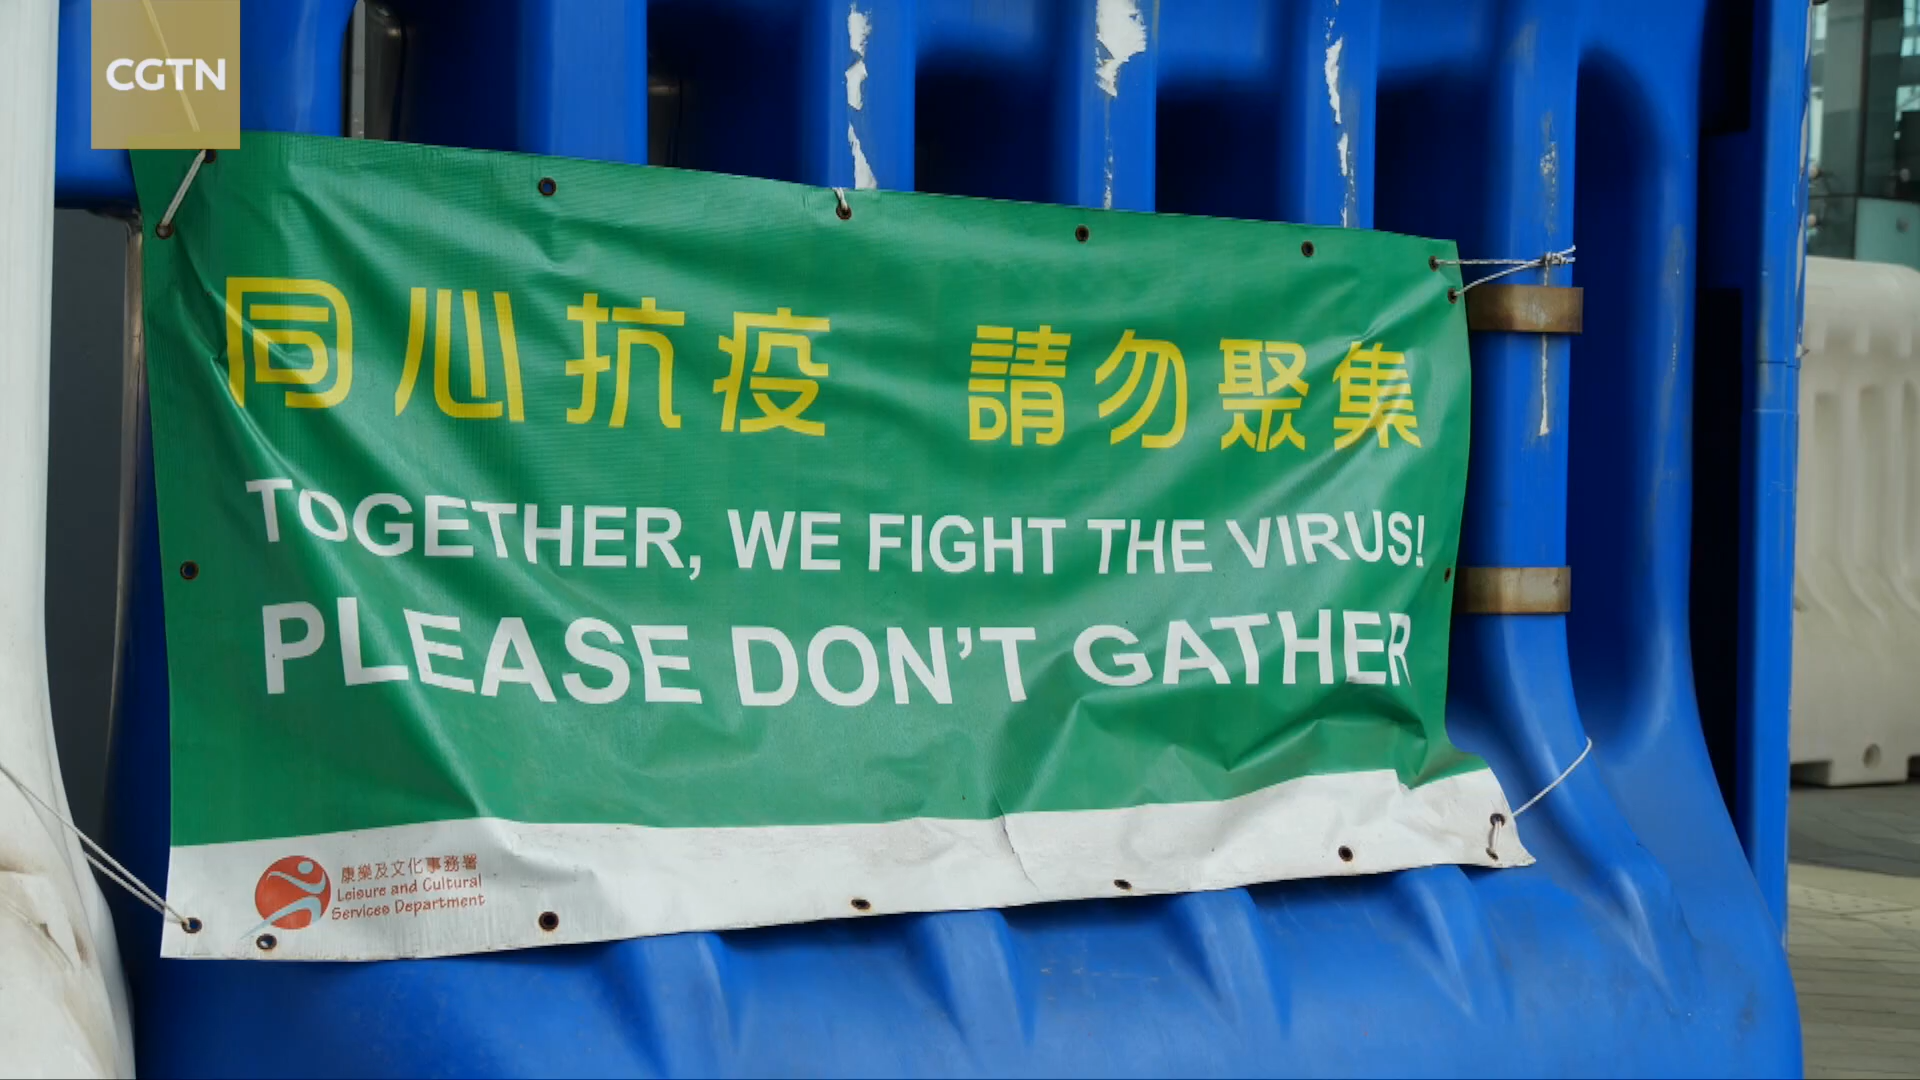 CGTN
同心抗疫 請勿聚集
TOGETHER, WE FIGHT THE VIRUS!
PLEASE DON'T GATHER
康樂及文化事務署
Leisure and Cultural
Services Department